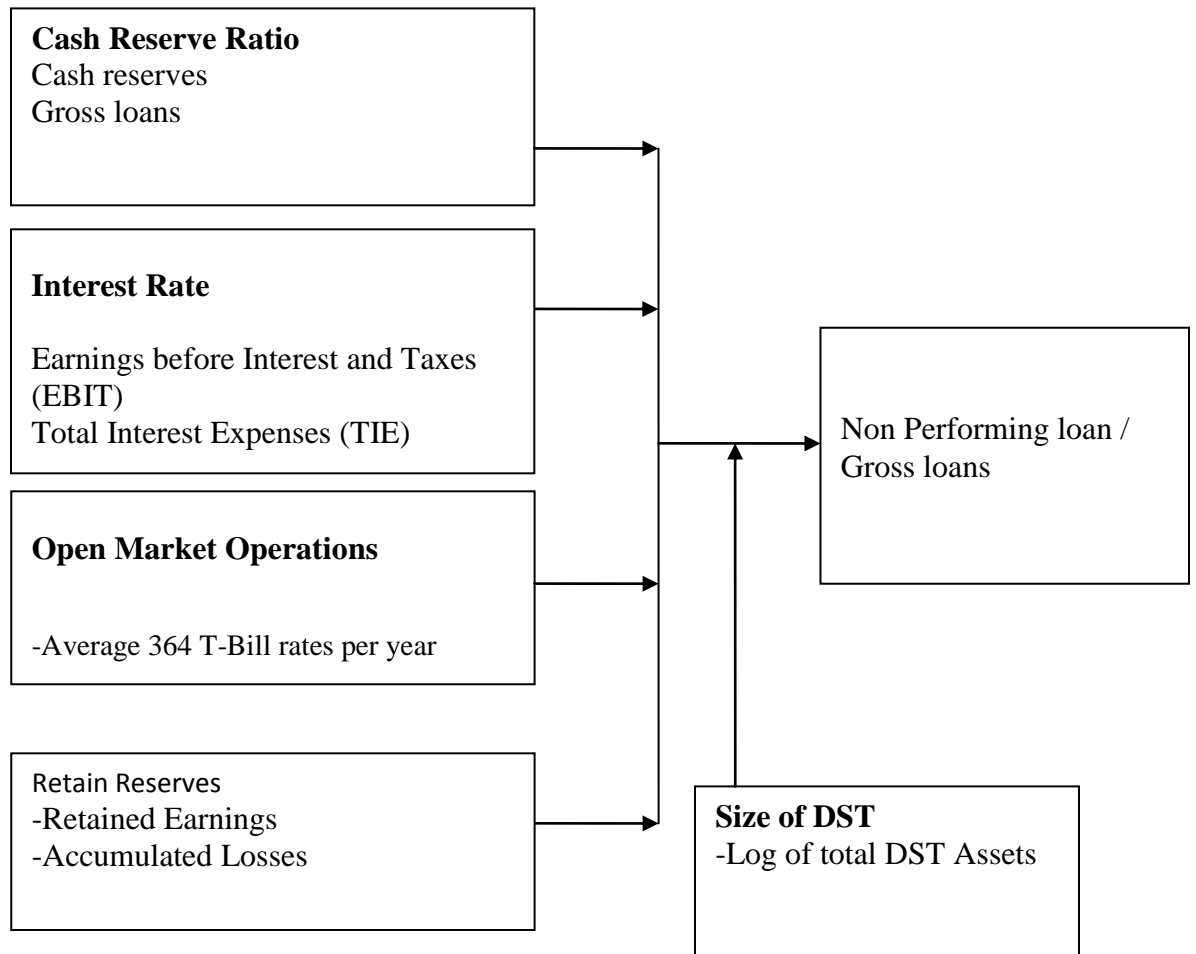 Cash Reserve Ratio
Cash reserves
Gross loans
Interest Rate
Earnings before Interest and Taxes
(EBIT)
Total Interest Expenses (TIE)
Open Market Operations
-Average 364 T-Bill rates per year
Retain Reserves
-Retained Earnings
-Accumulated Losses
Non Performing loan /
Gross loans
Size of DST
-Log of total DST Assets